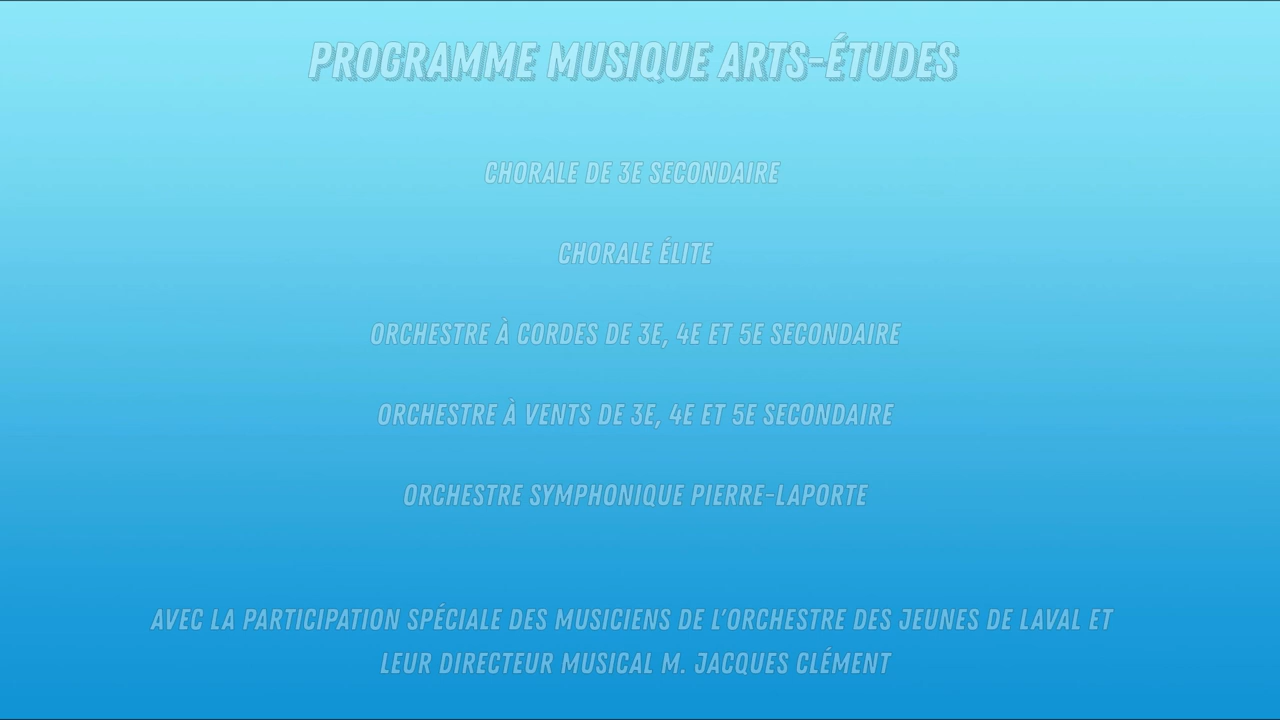 PROGRAMME MUSIQUE ARTS-ÉTUDES
CHORALE DE 3E SECONDAIRE
CHORALE ÉLITE
ORCHESTRE À CORDES DE 3E, 4E ET 5E SECONDAIRE
ORCHESTRE À VENTS DE 3E, 4E ET 5E SECONDAIRE
ORCHESTRE SYMPHONIQUE PIERRE-LAPORTE
AVEC LA PARTICIPATION SPÉCIALE DES MUSICIENS DE L'ORCHESTRE DES JEUNES DE LAVAL ET
LEUR DIRECTEUR MUSICAL M. JACQUES CLÉMENT